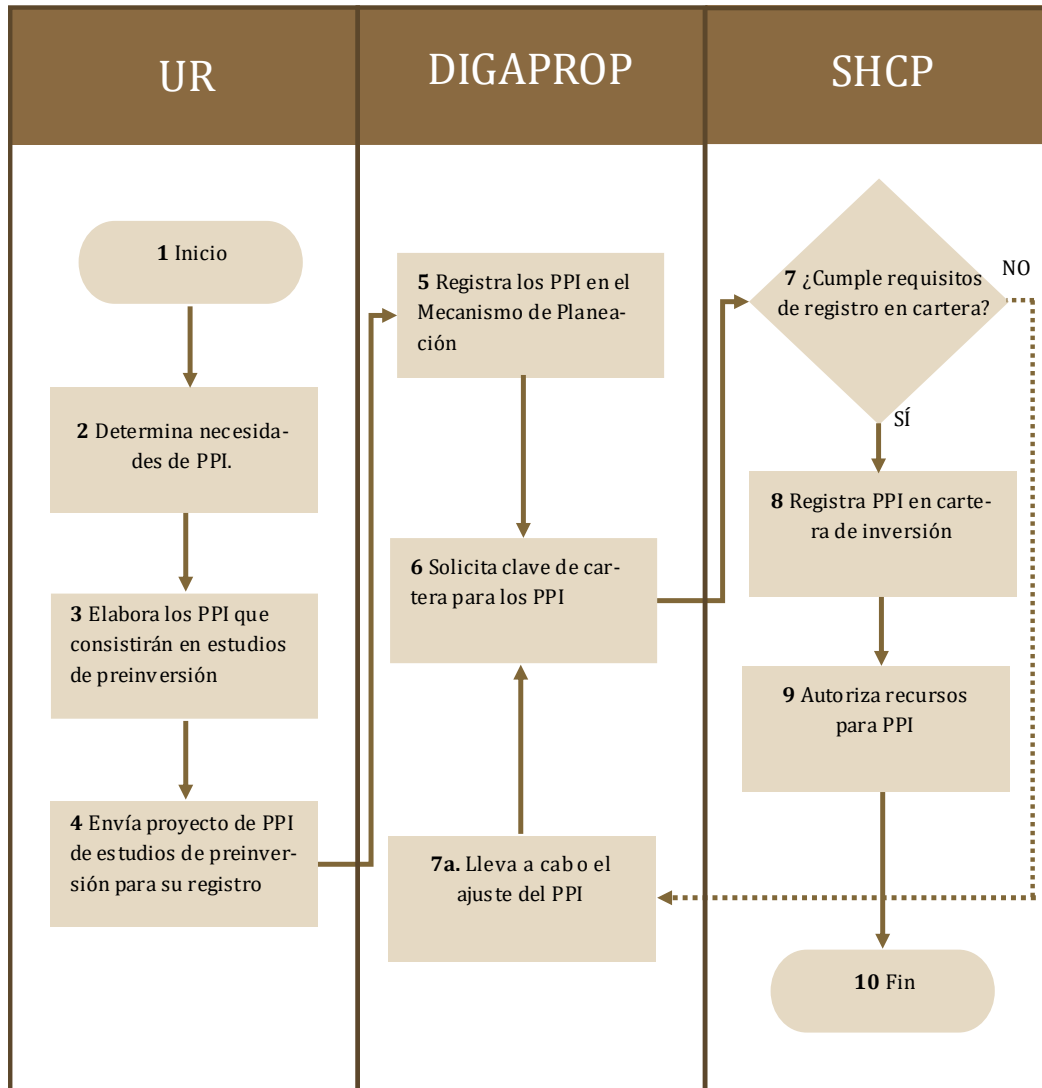 UR
DIGAPROP
SHCP
1 Inicio
2 Determina necesida-
des de PPI.
3 Elabora los PPI que
consistirán en estudios
de preinversión
4 Envía proyecto de PPI
de estudios de preinver-
sión para su registro
5 Registra los PPI en el
Mecanismo de Planea-
ción
6 Solicita clave de car-
tera para los PPI
7a. Lleva a cabo el
ajuste del PPI
7 ¿Cumple requisitos
de registro en cartera?
NO
SÍ
8 Registra PPI en carte-
ra de inversión
9 Autoriza recursos
para PPI
10 Fin